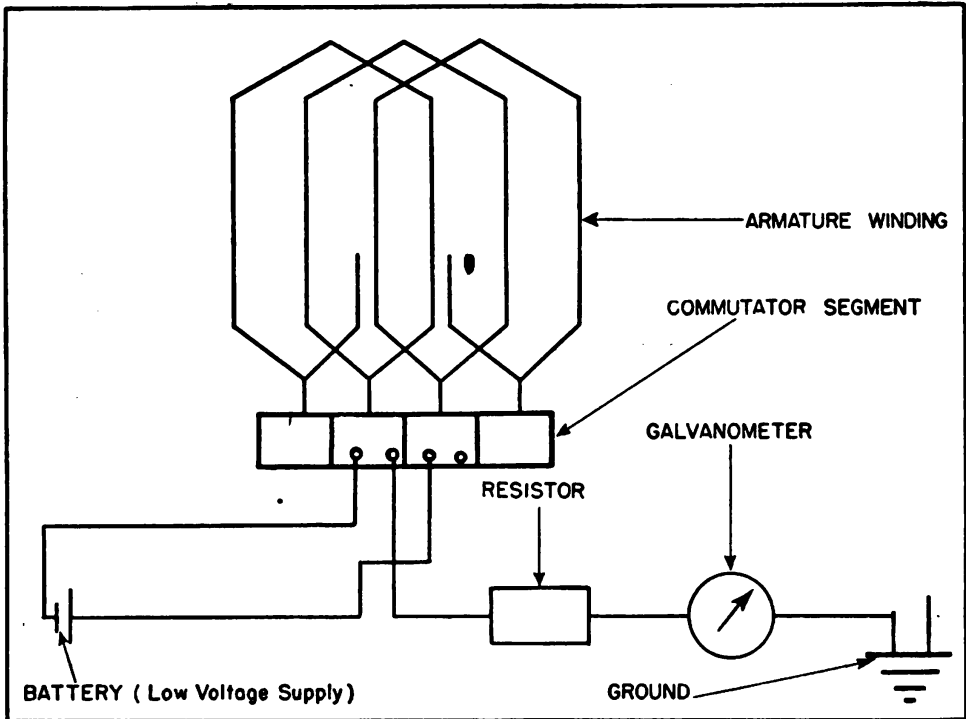 ARMATURE WINDING
COMMUTATOR SEGMENT
GALVANOMETER
RESISTOR
BATTERY ( Low Voltage Supply )
GROUND